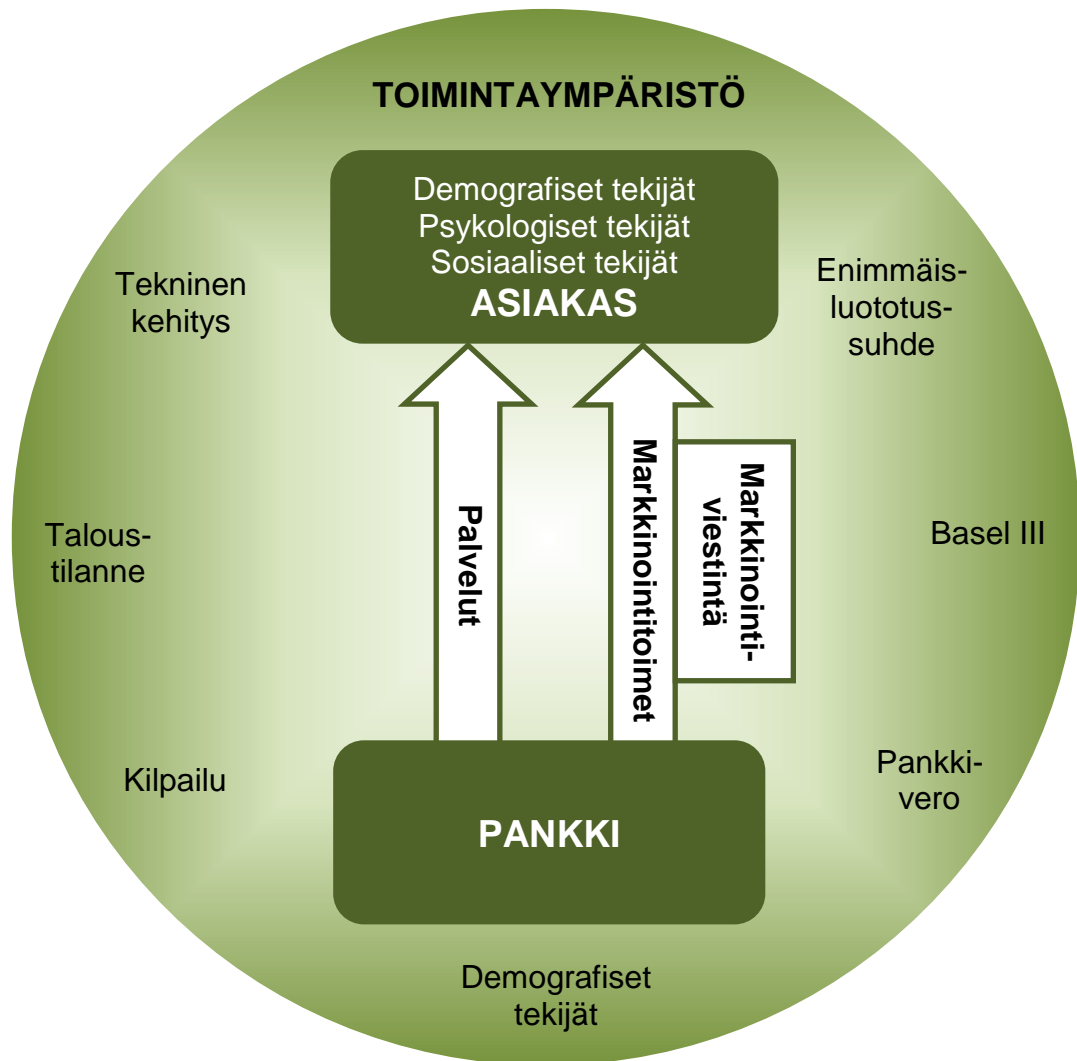 TOIMINTAYMPÄRISTÖ
Demografiset tekijät
Psykologiset tekijät
Sosiaaliset tekijät
ASIAKAS
Tekninen
kehitys
Enimmäis-
luototus-
suhde
Palvelut
Markkinointitoimet
Markkinointi-
viestintä
Talous-
tilanne
Basel III
Kilpailu
Pankki-
vero
PANKKI
Demografiset
tekijät